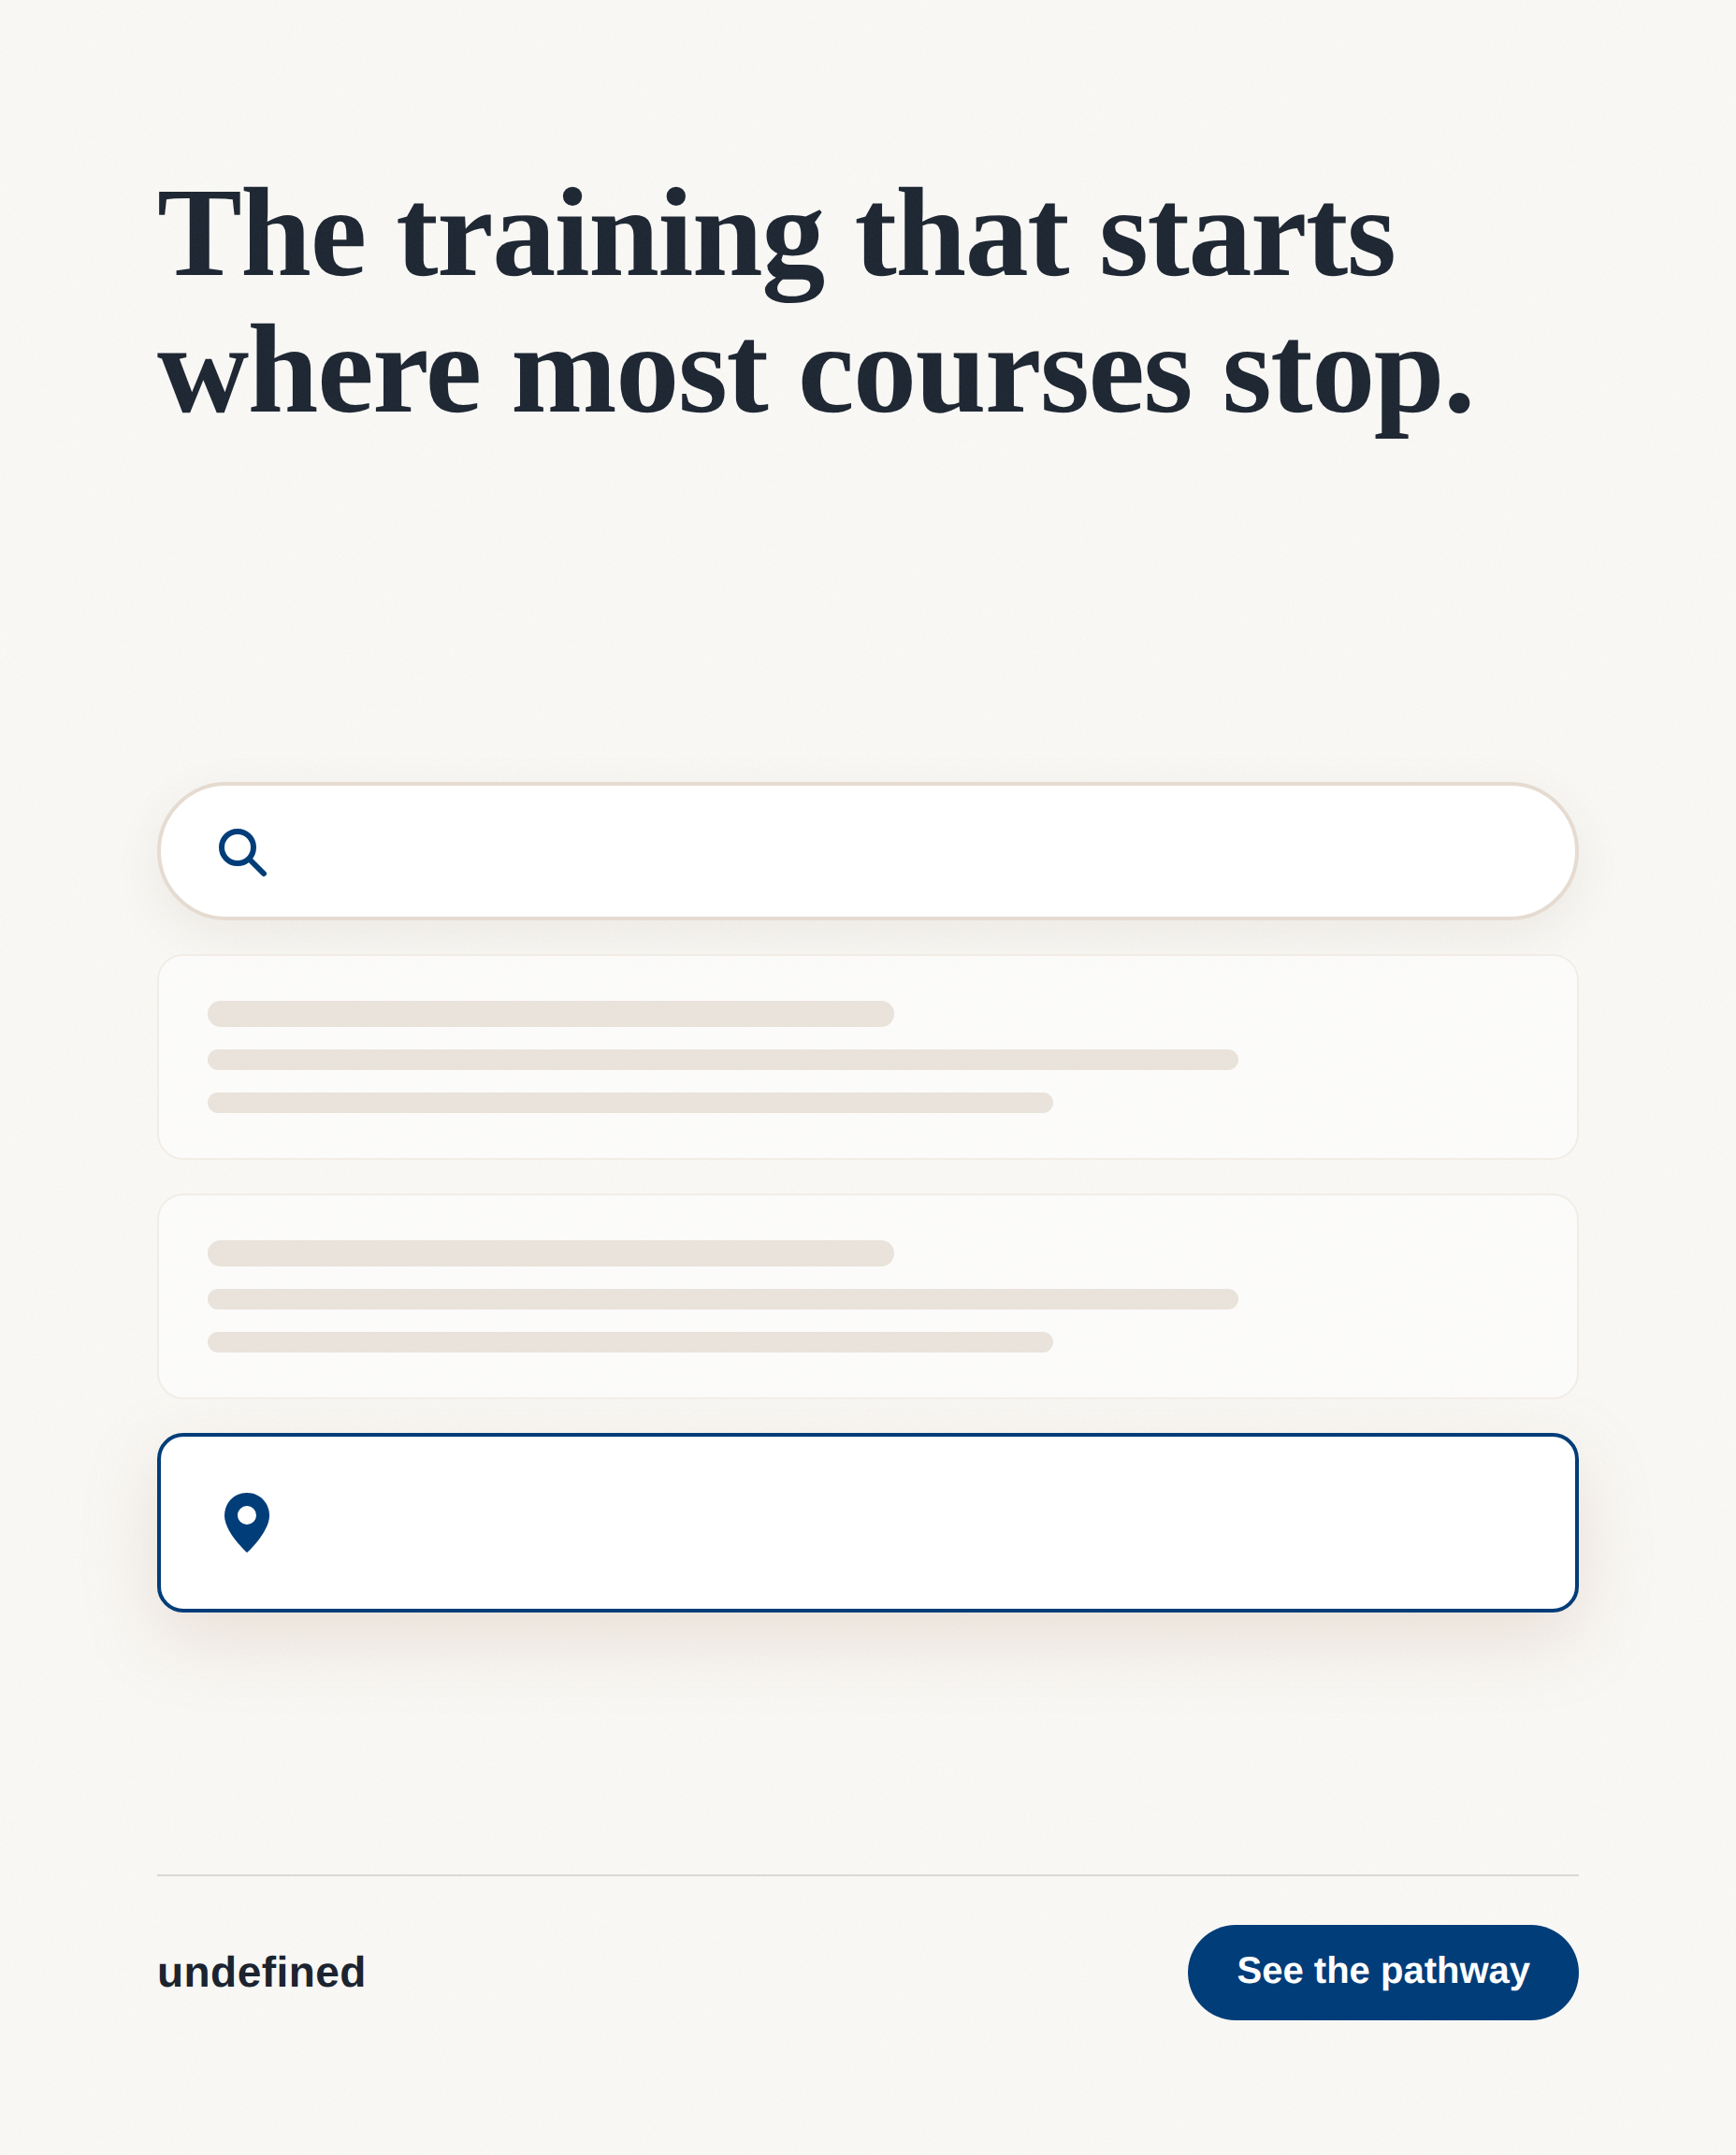 The training that starts
where most courses stop.
undefined
See the pathway